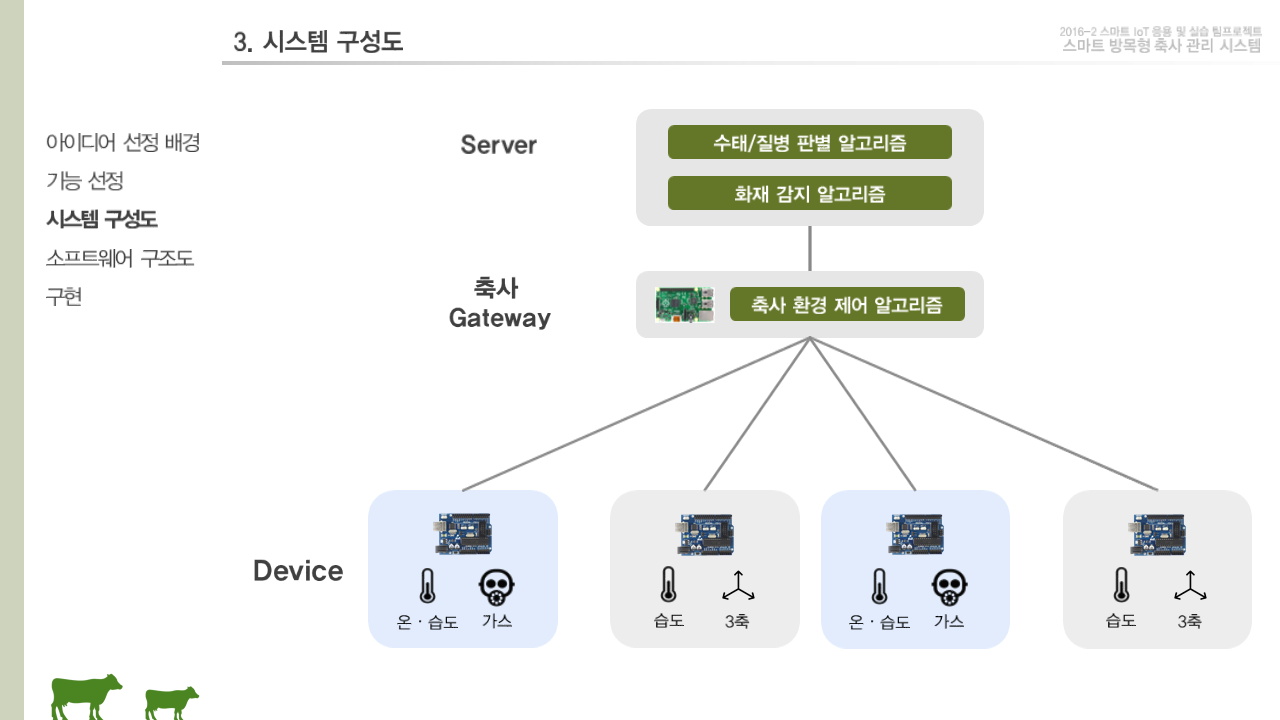 3. 시스템 구성도
2016-2 스마트 IoT 응용 및 실습 팀프로젝트
스마트 방목형 축사 관리 시스템
아이디어 선정 배경
기능 선정
시스템 구성도
소프트웨어 구조도
구현
Server
수태/질병 판별 알고리즘
화재 감지 알고리즘
축사
Gateway
축사 환경 제어 알고리즘
Device
온 · 습도
가스
습도
3축
온 · 습도
가스
습도
3축